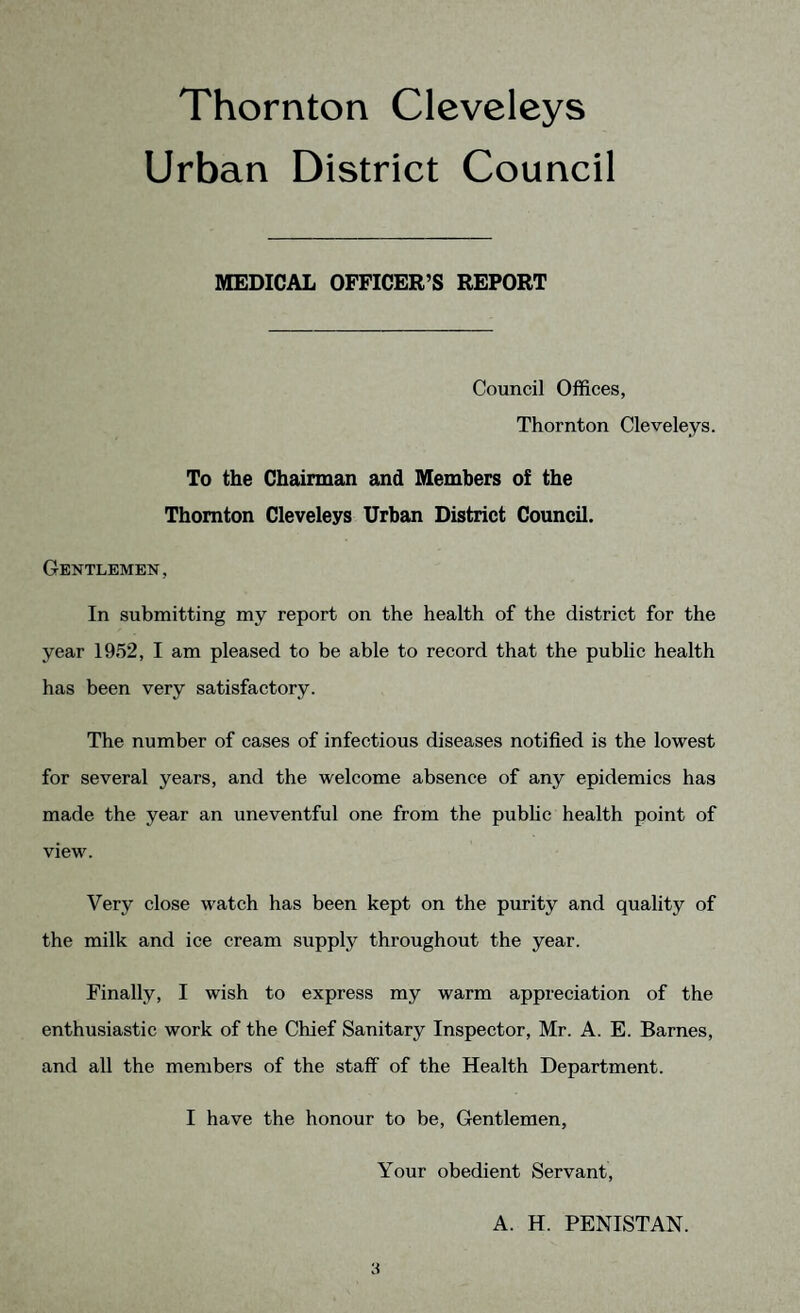 Thornton Cleveleys
Urban District Council
MEDICAL OFFICER’S REPORT
Council Offices,
Thornton Cleveleys.
To the Chairman and Members of the
Thornton Cleveleys Urban District Council.
GENTLEMEN,
In submitting my report on the health of the district for the
year 1952, I am pleased to be able to record that the public health
has been very satisfactory.
The number of cases of infectious diseases notified is the lowest
for several years, and the welcome absence of any epidemics has
made the year an uneventful one from the public health point of
view.
Very close watch has been kept on the purity and quality of
the milk and ice cream supply throughout the year.
Finally, I wish to express my warm appreciation of the
enthusiastic work of the Chief Sanitary Inspector, Mr. A. E. Barnes,
and all the members of the staff of the Health Department.
I have the honour to be, Gentlemen,
Your obedient Servant,
A. H. PENISTAN.
3